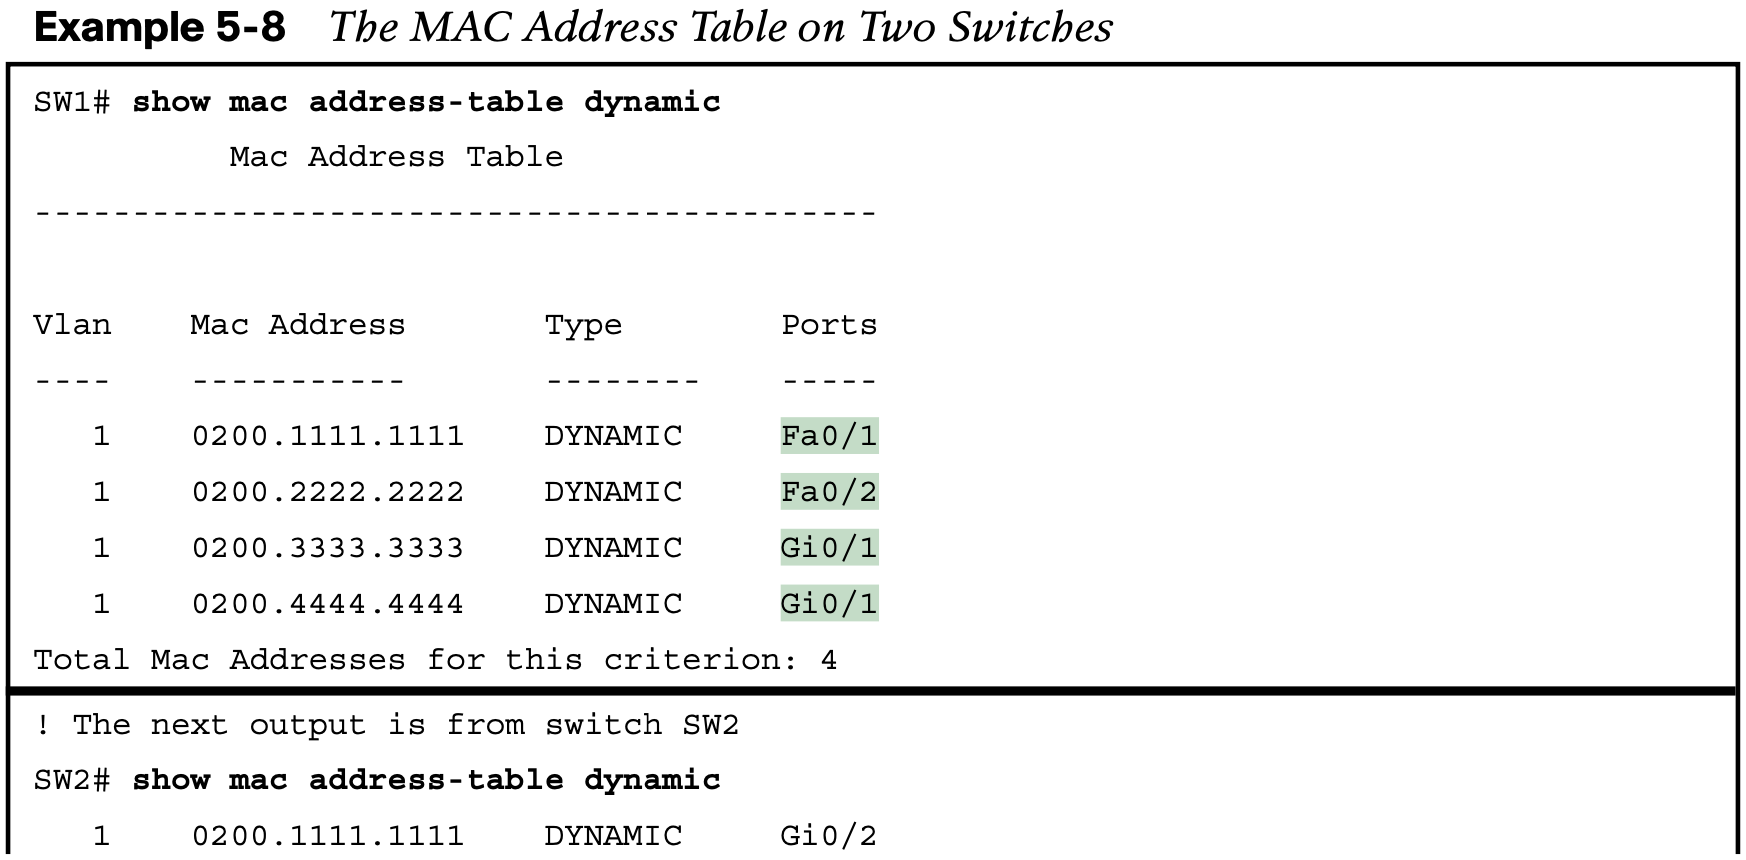 Example 5-8 The MAC Address Table on Two Switches
SW1# show mac address-table dynamic
Mac Address Table
-------------------------------------------
Vlan Mac Address Type Ports
---- ----------- -------- -----
1 0200.1111.1111 DYNAMIC Fa0/1
1 0200.2222.2222 DYNAMIC Fa0/2
1 0200.3333.3333 DYNAMIC Gi0/1
1 0200.4444.4444 DYNAMIC Gi0/1
Total Mac Addresses for this criterion: 4
! The next output is from switch SW2
SW2# show mac address-table dynamic
1 0200.1111.1111 DYNAMIC Gi0/2